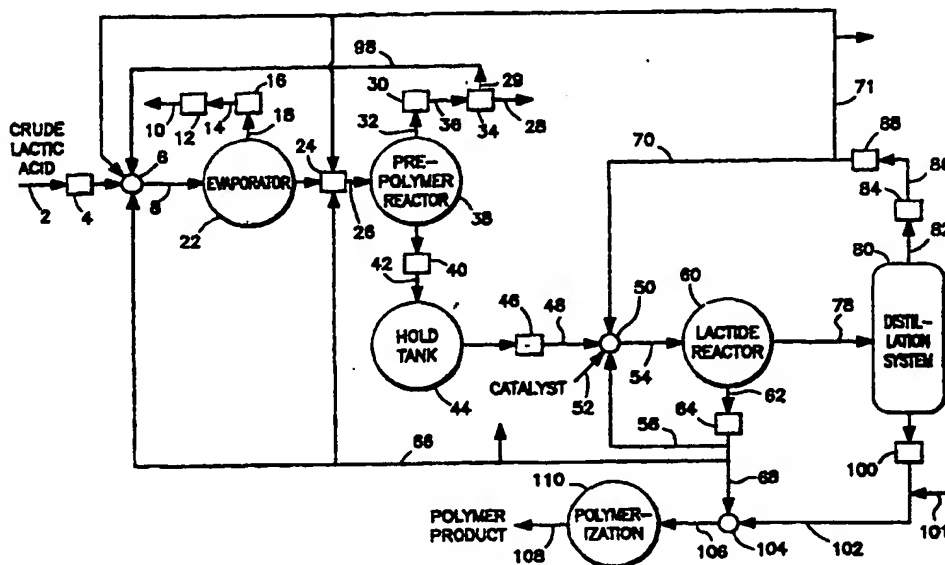 98
29
16
30
71
10
12
14
18
32
36
34
28
CRUDE
LACTIC
ACID
6
24
PRE-
POLYMER
REACTOR
70
88
86
EVAPORATOR
84
2
4
8
22
26
38
80
82
42
40
60
46
48
50
78
HOLD
TANK
LACTIDE
REACTOR
DISTIL-
LATION
SYSTEM
CATALYST
52
54
62
44
64
56
66
100
110
68
POLYMER
PRODUCT
POLYMER-
IZATION
101
108
106
104
102